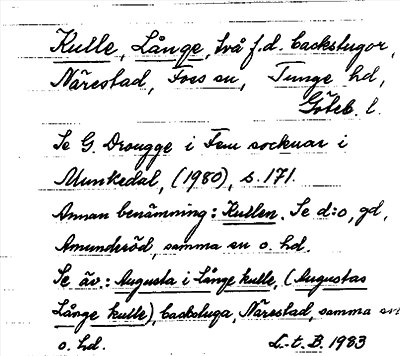 Kulle, Långe, två f.d. backstugor,
Närestad, Foss sn, Tunge hd,
Göteb. l.
Se G. Drougge i Fem socknar i
Munkedal, (1980), s. 171.
Annan benämning: Kullen. Se d:o, gd,
Amunderöd, samma sn o. hd.
Se äv.: Augusta i Långe kulle, (Augustas
Långe kulle), backstuga, Närestad, samma sn
o. hd. L-t. B. 1983